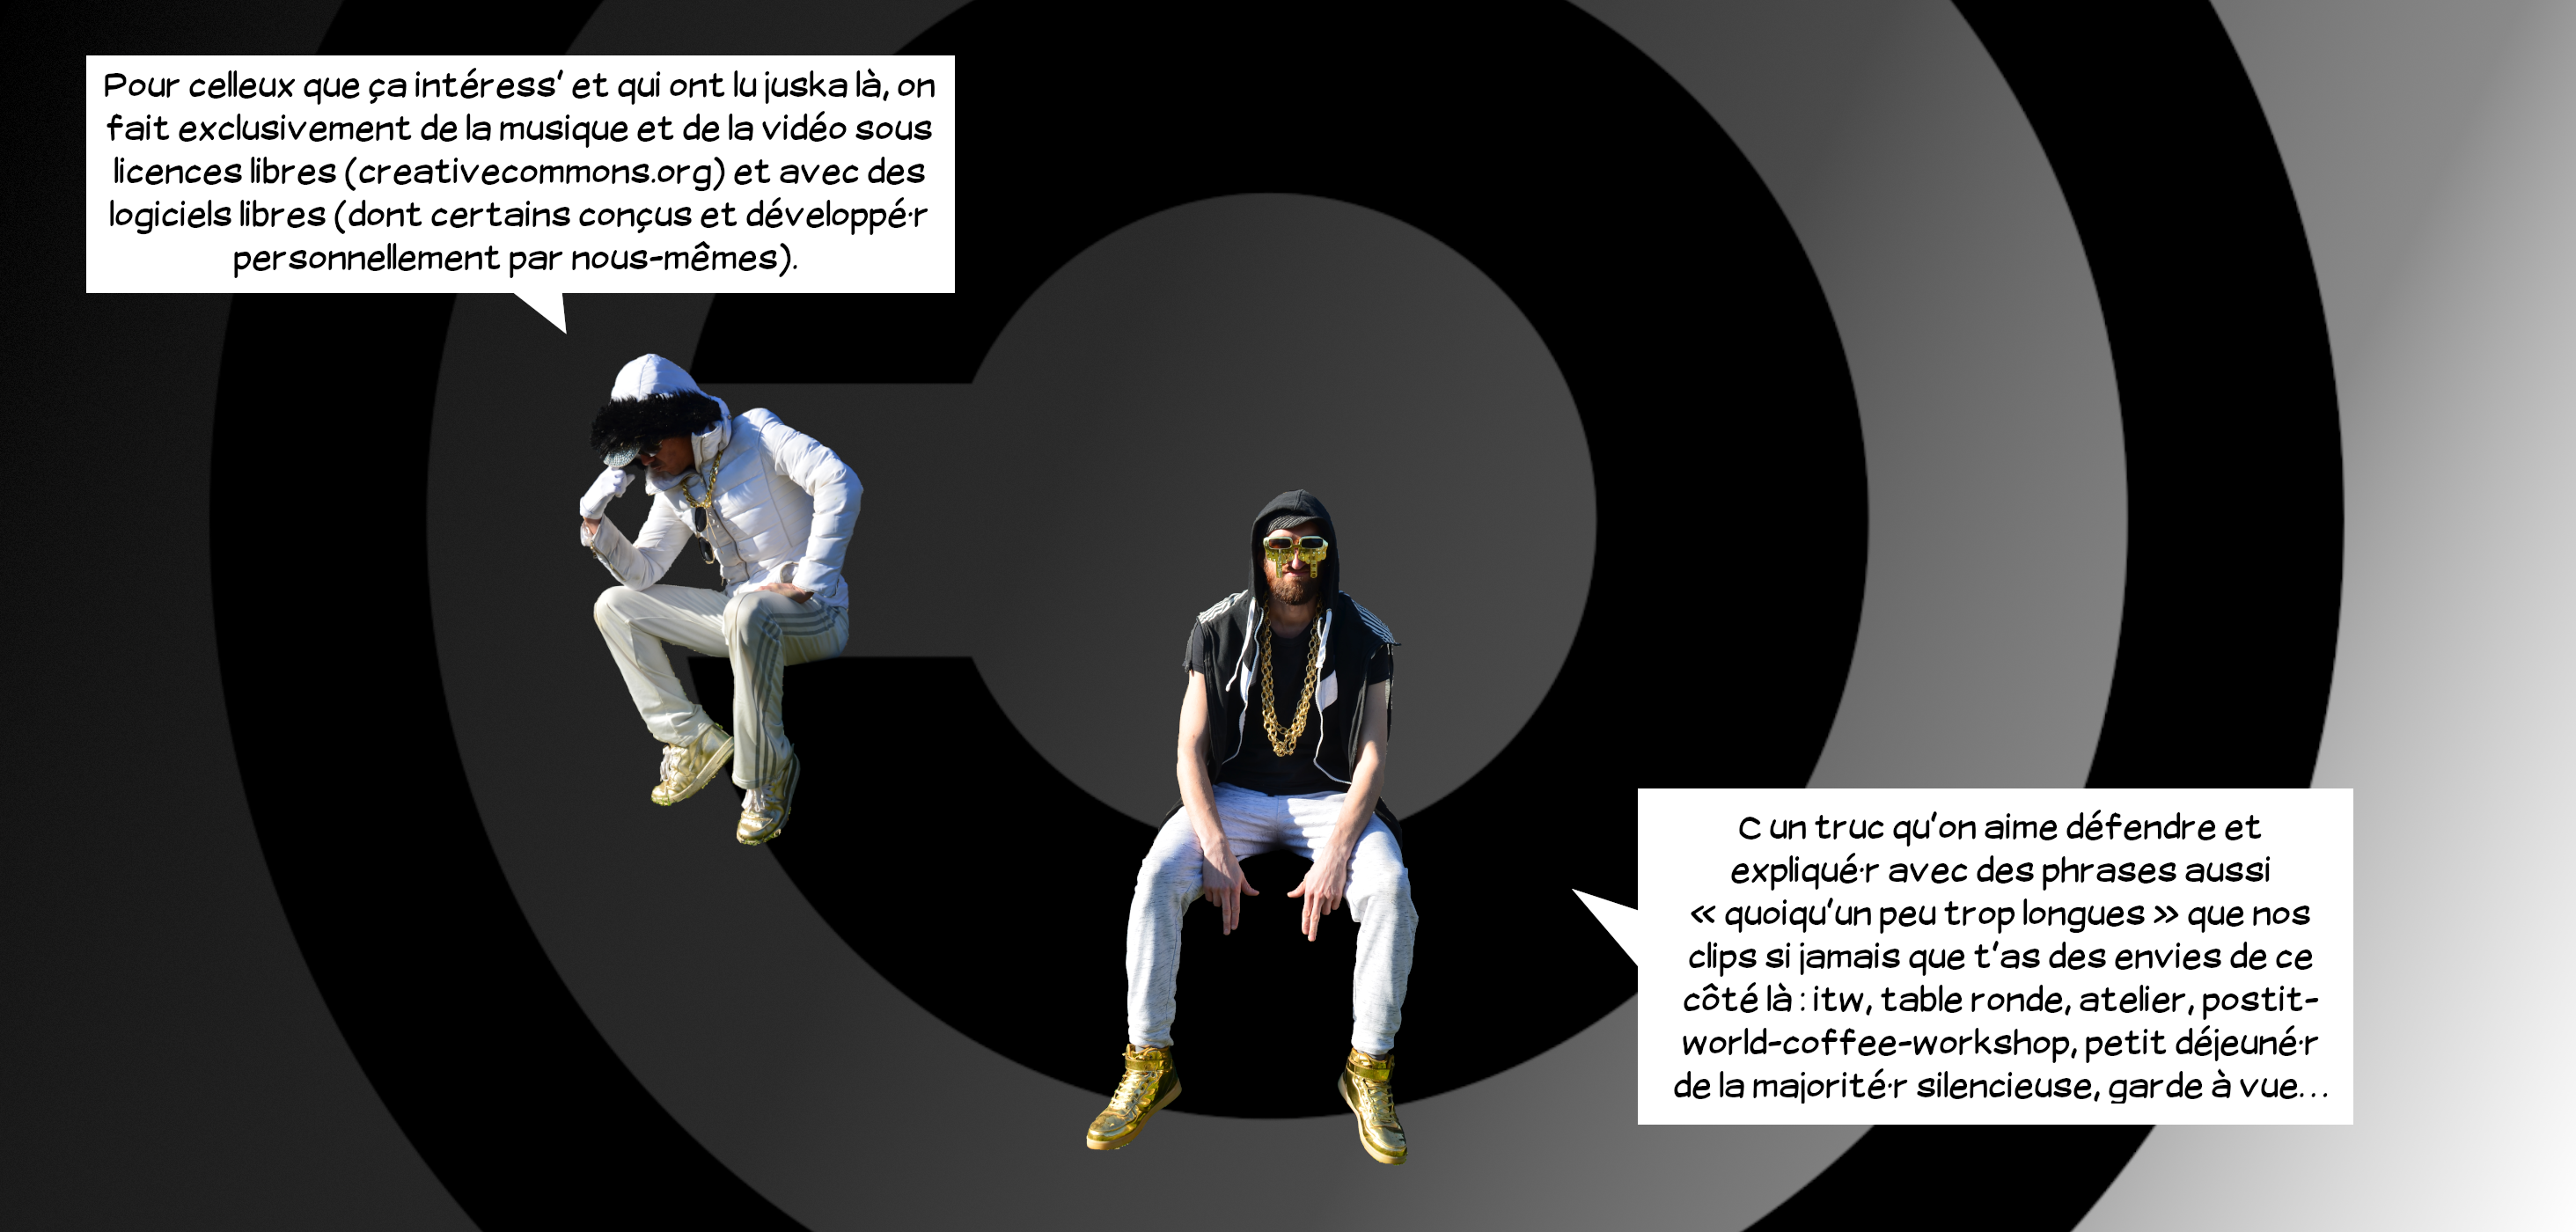 Pour celleux que ça intéress' et qui ont lu juska là, on
fait exclusivement de la musique et de la vidéo sous
licences libres (creativecommons.org) et avec des
logiciels libres (dont certains conçus et développé·r
personnellement par nous-mêmes).
C un truc qu'on aime défendre et
expliqué·r avec des phrases aussi
« quoiqu'un peu trop longues » que nos
clips si jamais que t'as des envies de ce
côté là : itw, table ronde, atelier, postit-
world-coffee-workshop, petit déjeuné·r
de la majorité·r silencieuse, garde à vue...